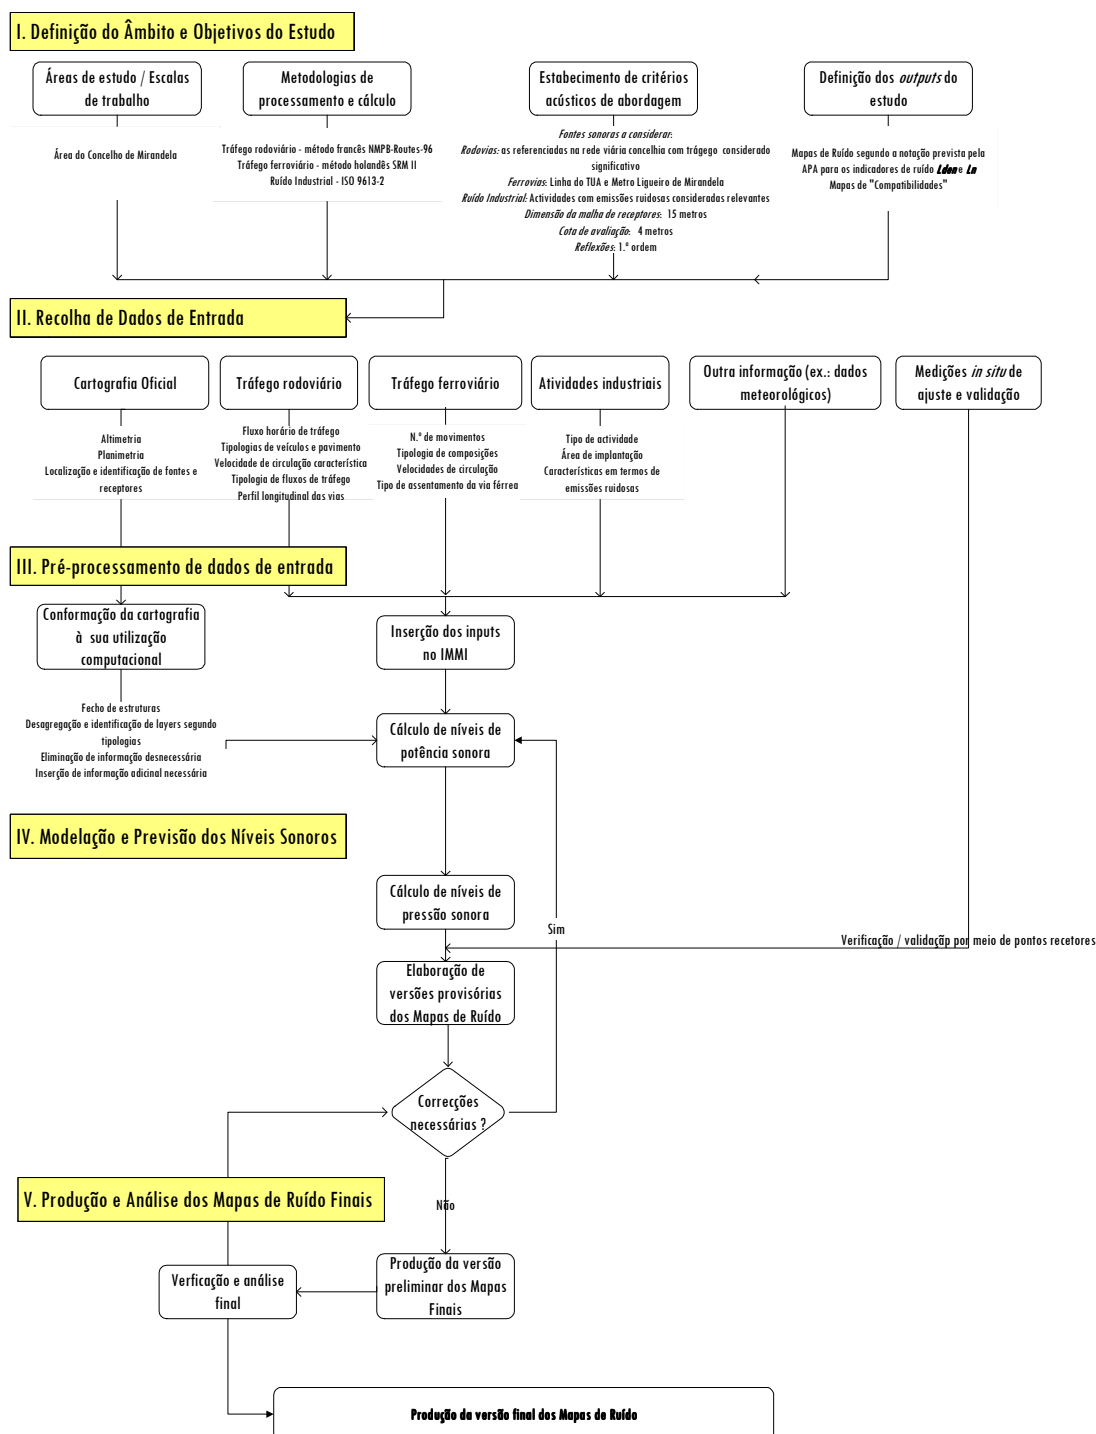 I. Definição do Âmbito e Objetivos do Estudo
Áreas de estudo / Escalas
de trabalho
Metodologias de
processamento e cálculo
Estabecimento de critérios
acústicos de abordagem
Definição dos outputs do
estudo
Área do Concelho de Mirandela
Tráfego rodoviário - método francês NMPB-Routes-96
Tráfego ferroviário - método holandês SRM II
Ruído Industrial - ISO 9613-2
Fontes sonoras a considerar:
Rodovias: as referenciadas na rede viária concelhia com trágego considerado
significativo
Ferrovias: Linha do TUA e Metro Ligueiro de Mirandela
Ruído Industrial: Actividades com emissões ruidosas consideradas relevantes
Dimensão da malha de receptores: 15 metros
Cota de avaliação: 4 metros
Reflexões: 1.ª ordem
Mapas de Ruído segundo a notação prevista pela
APA para os indicadores de ruído Lden e Ln
Mapas de "Compatibilidades"
II. Recolha de Dados de Entrada
Cartografia Oficial
Tráfego rodoviário
Tráfego ferroviário
Atividades industriais
Outra informação (ex.: dados
meteorológicos)
Medições in situ de
ajuste e validação
Altimetria
Planimetria
Localização e identificação de fontes e
receptores
Fluxo horário de tráfego
Tipologias de veículos e pavimento
Velocidade de circulação característica
Tipologia de fluxos de tráfego
Perfil longitudinal das vias
N.º de movimentos
Tipologia de composições
Velocidades de circulação
Tipo de assentamento da via férrea
Tipo de actividade
Área de implantação
Características em termos de
emissões ruidosas
III. Pré-processamento de dados de entrada
Conformação da cartografia
à sua utilização
computacional
Inserção dos inputs
no IMMI
Fecho de estruturas
Desagregação e identificação de layers segundo
tipologias
Eliminação de informação desnecessária
Inserção de informação adicinal necessária
Cálculo de níveis de
potência sonora
IV. Modelação e Previsão dos Níveis Sonoros
Cálculo de níveis de
pressão sonora
Sim
Verificação / validaçãp por meio de pontos recetores
Elaboração de
versões provisórias
dos Mapas de Ruído
Correcções
necessárias ?
V. Produção e Análise dos Mapas de Ruído Finais
Não
Produção da versão
preliminar dos Mapas
Finais
Verficação e análise
final
Produção da versão final dos Mapas de Ruído